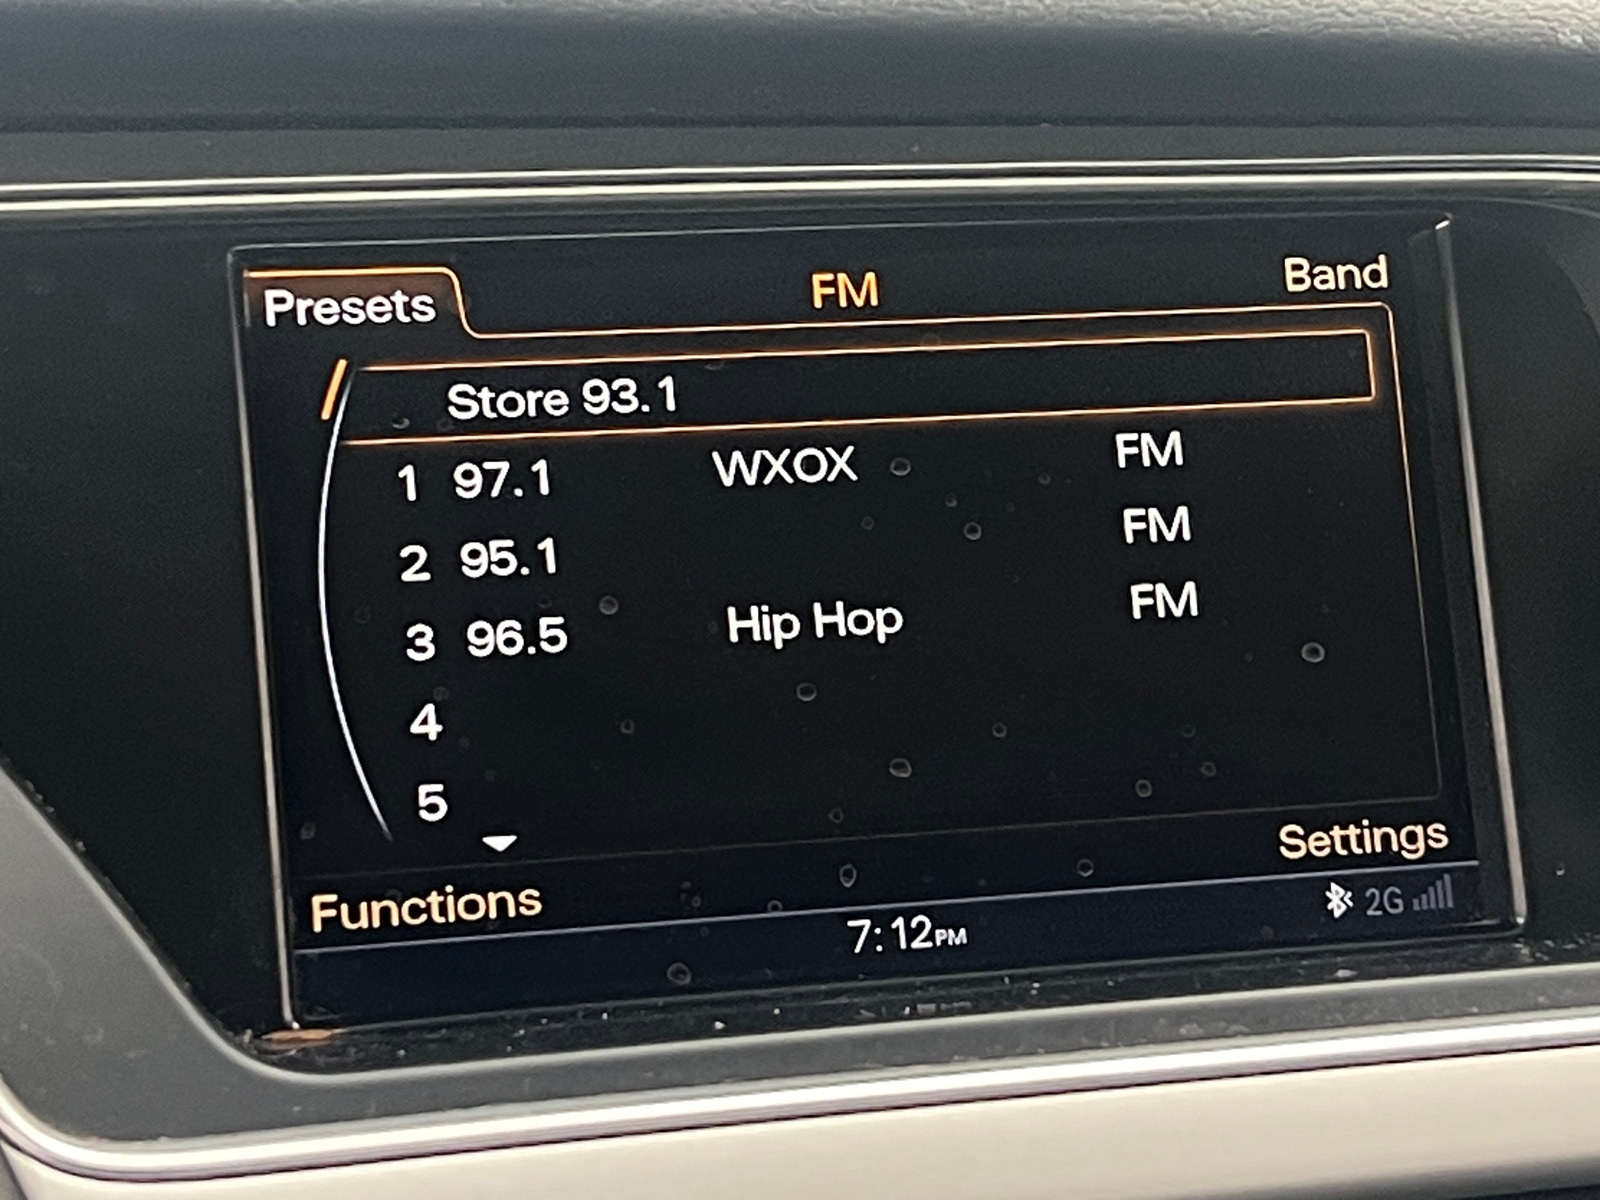 Presets FM Band
Store 93.1
1 97.1 WXOX FM
2 95.1 FM
3 96.5 Hip Hop FM
4
5
Functions Settings
7:12PM 2G